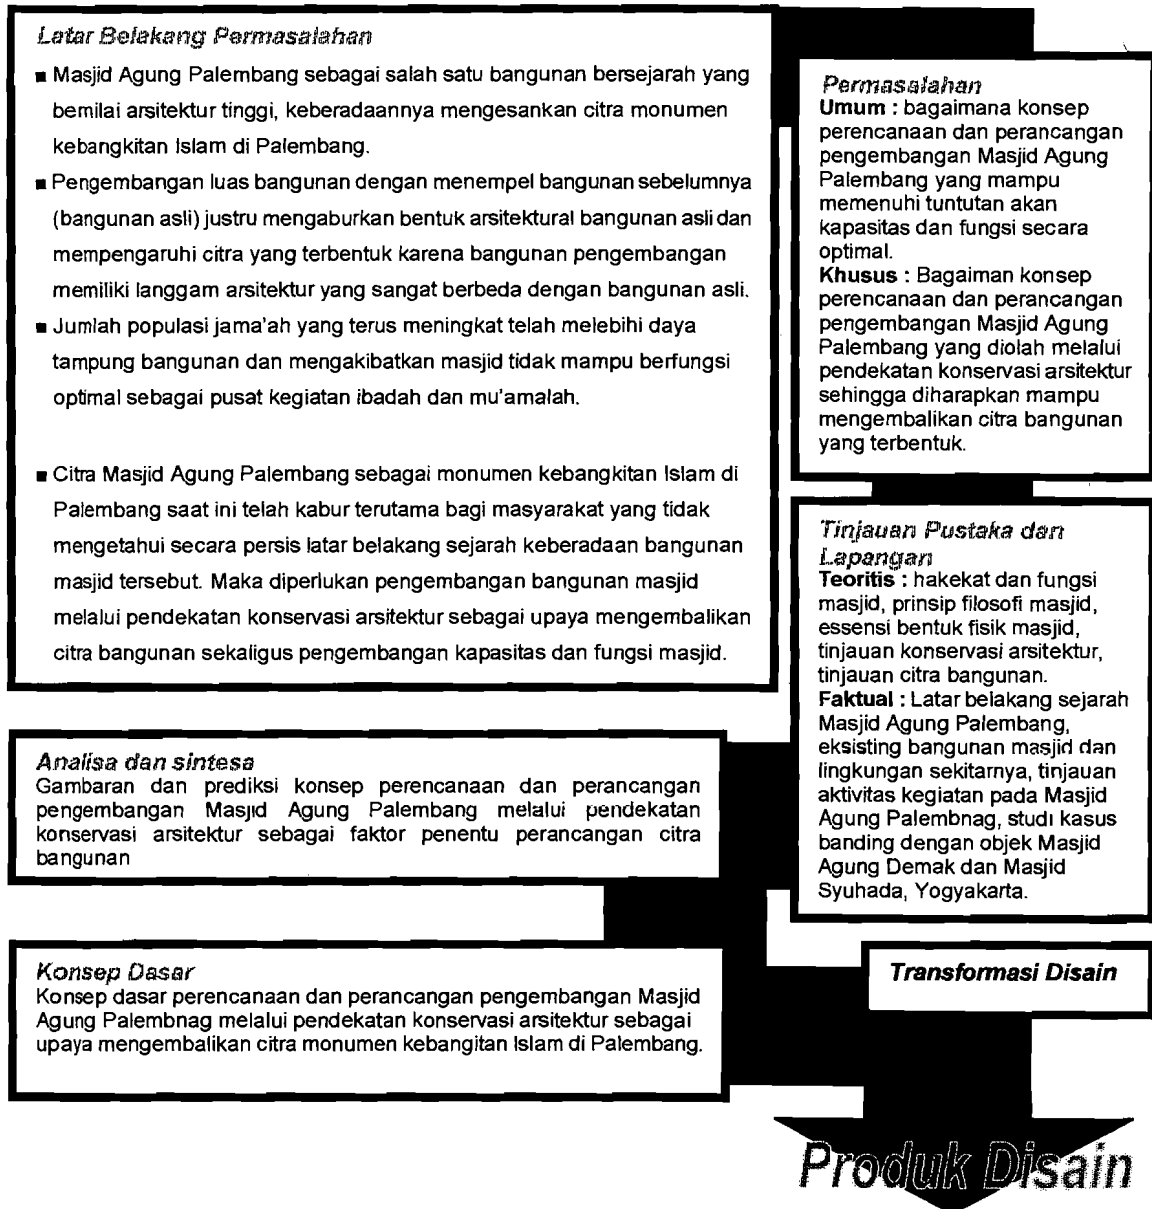 Latar Belakang Permasalahan
■ Masjid Agung Palembang sebagai salah satu bangunan bersejarah yang
bernilai arsitektur tinggi, keberadaannya mengesankan citra monumen
kebangkitan Islam di Palembang.
■ Pengembangan luas bangunan dengan menempel bangunan sebelumnya
(bangunan asli) justru mengaburkan bentuk arsitektural bangunan asli dan
mempengaruhi citra yang terbentuk karena bangunan pengembangan
memiliki langgam arsitektur yang sangat berbeda dengan bangunan asli.
■ Jumlah populasi jama'ah yang terus meningkat telah melebihi daya
tampung bangunan dan mengakibatkan masjid tidak mampu berfungsi
optimal sebagai pusat kegiatan ibadah dan mu'amalah.
■ Citra Masjid Agung Palembang sebagai monumen kebangkitan Islam di
Palembang saat ini telah kabur terutama bagi masyarakat yang tidak
mengetahui secara persis latar belakang sejarah keberadaan bangunan
masjid tersebut. Maka diperlukan pengembangan bangunan masjid
melalui pendekatan konservasi arsitektur sebagai upaya mengembalikan
citra bangunan sekaligus pengembangan kapasitas dan fungsi masjid.
Permasalahan
Umum : bagaimana konsep
perencanaan dan perancangan
pengembangan Masjid Agung
Palembang yang mampu
memenuhi tuntutan akan
kapasitas dan fungsi secara
optimal.
Khusus : Bagaiman konsep
perencanaan dan perancangan
pengembangan Masjid Agung
Palembang yang diolah melalui
pendekatan konservasi arsitektur
sehingga diharapkan mampu
mengembalikan citra bangunan
yang terbentuk.
Tinjauan Pustaka dan
Lapangan
Teoritis : hakekat dan fungsi
masjid, prinsip filosofi masjid,
essensi bentuk fisik masjid,
tinjauan konservasi arsitektur,
tinjauan citra bangunan.
Faktual : Latar belakang sejarah
Masjid Agung Palembang,
eksisting bangunan masjid dan
lingkungan sekitarnya, tinjauan
aktivitas kegiatan pada Masjid
Agung Palembnag, studi kasus
banding dengan objek Masjid
Agung Demak dan Masjid
Syuhada, Yogyakarta.
Analisa dan sintesa
Gambaran dan prediksi konsep perencanaan dan perancangan
pengembangan Masjid Agung Palembang melalui pendekatan
konservasi arsitektur sebagai faktor penentu perancangan citra
bangunan
Konsep Dasar
Konsep dasar perencanaan dan perancangan pengembangan Masjid
Agung Palembnag melalui pendekatan konservasi arsitektur sebagai
upaya mengembalikan citra monumen kebangitan Islam di Palembang.
Transformasi Disain
Produk Disain